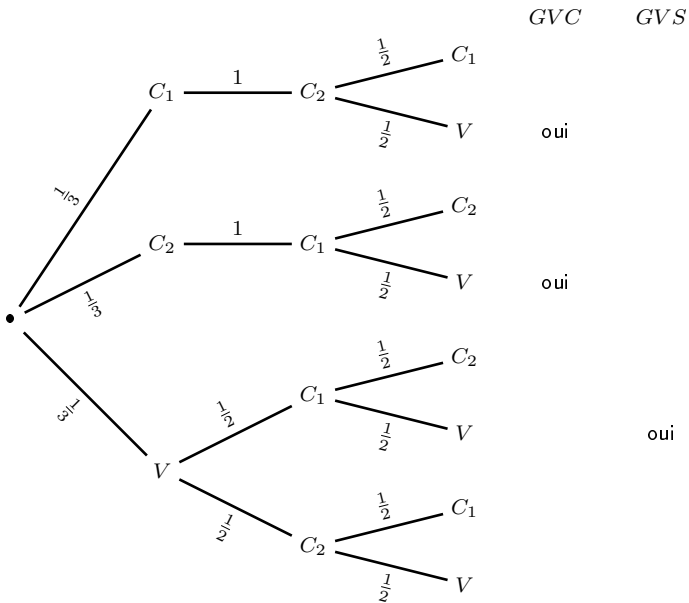 GVC GVS
1/2 C₁
C₁ 1 C₂
1/2 V oui
1/3
1/2 C₂
C₂ 1 C₁
1/3 1/2 V oui
•
1/2 C₂
1/3 1/2 C₁
1/2 V oui
V
1/2 C₁
1/2 C₂
1/2 V